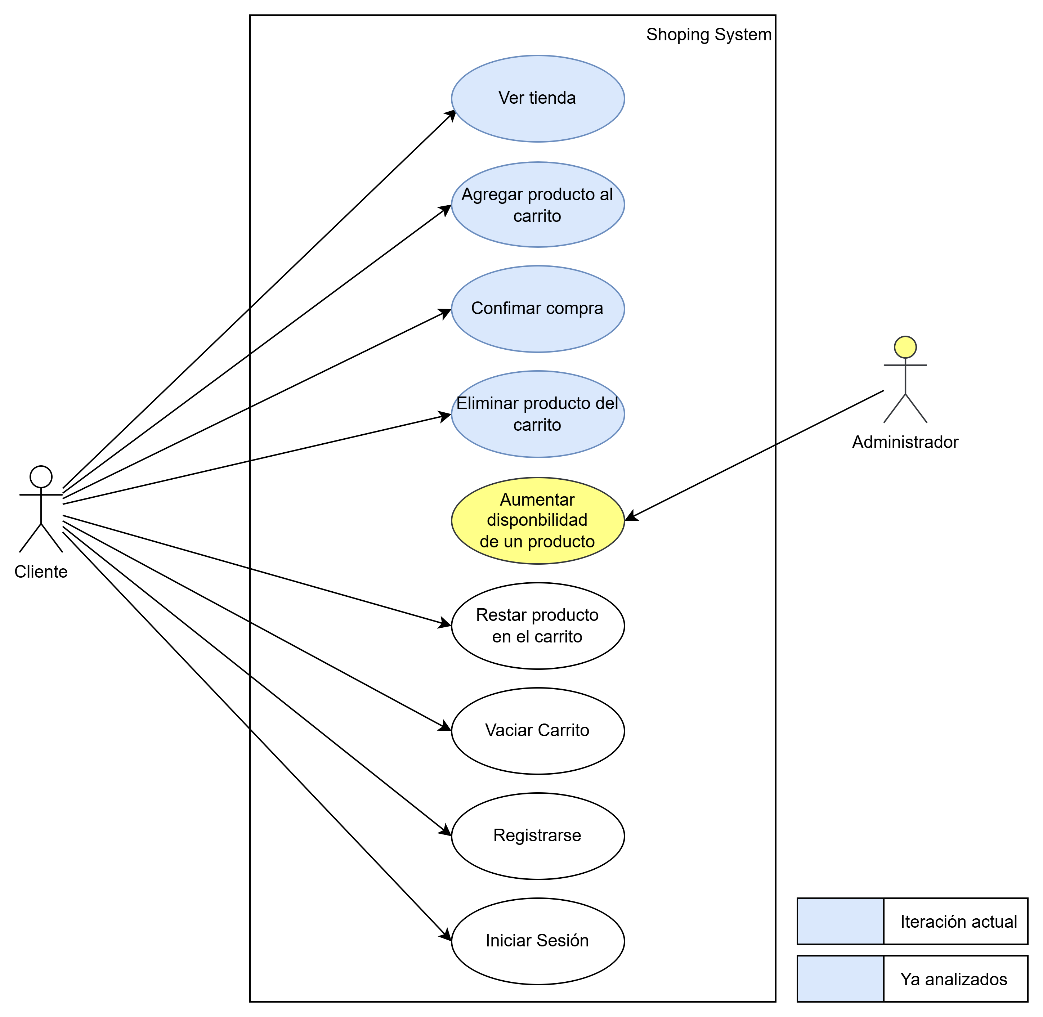 Shoping System
Ver tienda
Agregar producto al
carrito
Confimar compra
Eliminar producto del
carrito
Aumentar
disponbilidad
de un producto
Restar producto
en el carrito
Vaciar Carrito
Registrarse
Iniciar Sesión
Cliente
Administrador
Iteración actual
Ya analizados